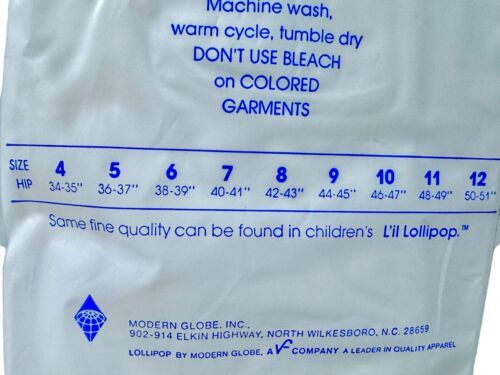 Machine wash,
warm cycle, tumble dry
DON'T USE BLEACH
on COLORED
GARMENTS
SIZE 4 5 6 7 8 9 10 11 12
HIP 34-35" 36-37" 38-39" 40-41" 42-43" 44-45" 46-47" 48-49" 50-51"
Same fine quality can be found in children's L'il Lollipop.™
MODERN GLOBE, INC.,
902-914 ELKIN HIGHWAY, NORTH WILKESBORO, N.C. 28659
LOLLIPOP BY MODERN GLOBE, A VF COMPANY A LEADER IN QUALITY APPAREL